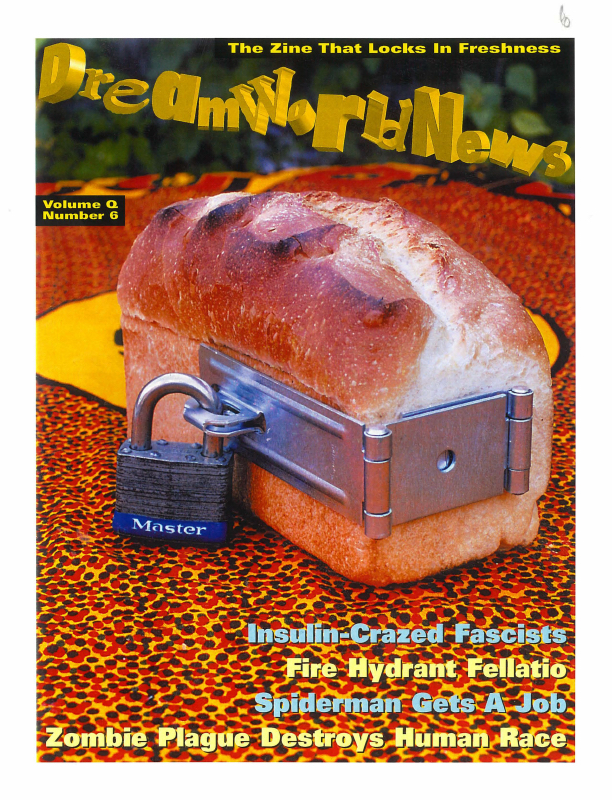 The Zine That Locks In Freshness
DreamWorldNews
Volume Q
Number 6
Master
Insulin-Crazed Fascists
Fire Hydrant Fellatio
Spiderman Gets A Job
Zombie Plague Destroys Human Race